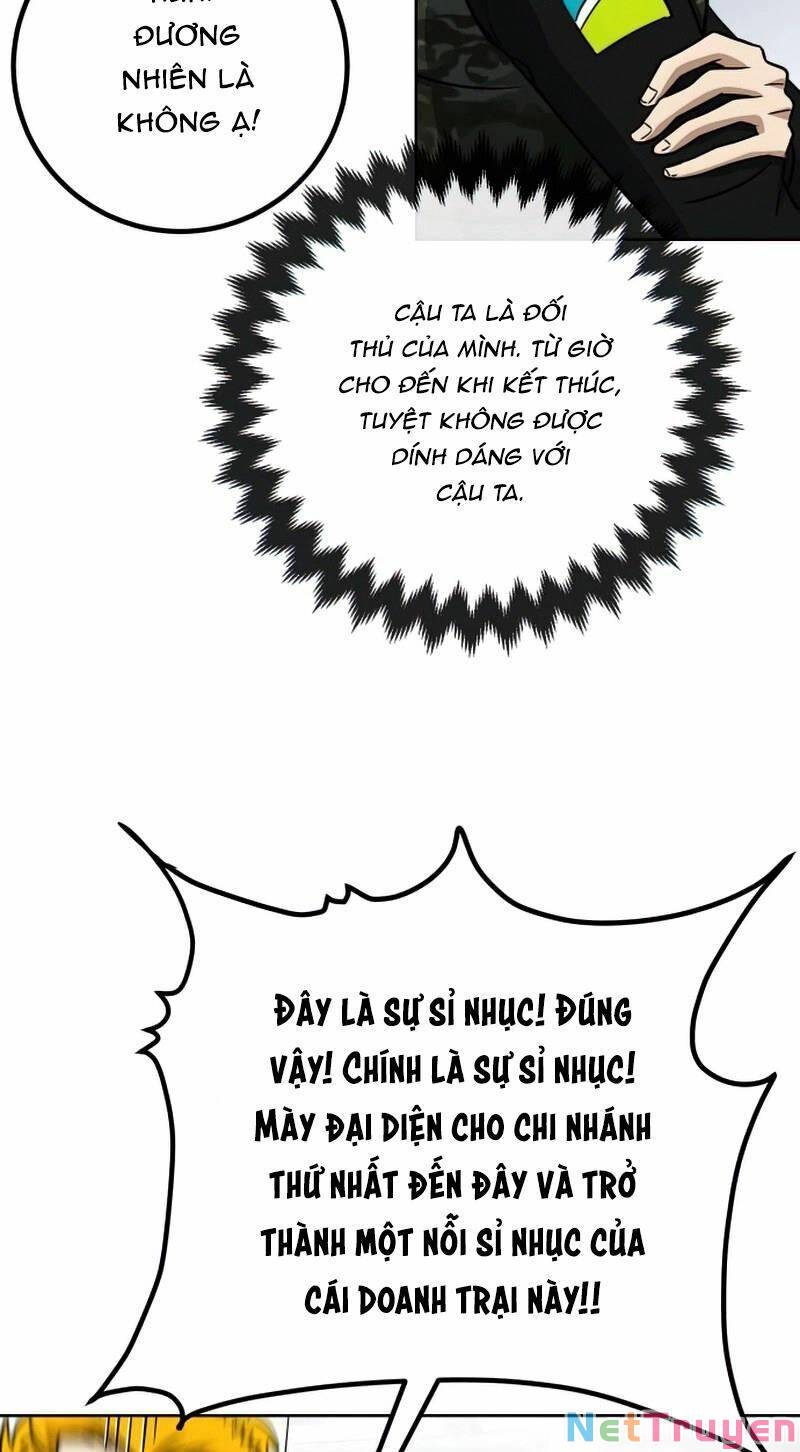 ĐƯƠNG
NHIÊN LÀ
KHÔNG Ạ!
CẬU TA LÀ ĐỐI
THỦ CỦA MÌNH. TỪ GIỜ
CHO ĐẾN KHI KẾT THÚC,
TUYỆT KHÔNG ĐƯỢC
DÍNH DÁNG VỚI
CẬU TA.
ĐÂY LÀ SỰ SỈ NHỤC! ĐÚNG
VẬY! CHÍNH LÀ SỰ SỈ NHỤC!
MÀY ĐẠI DIỆN CHO CHI NHÁNH
THỨ NHẤT ĐẾN ĐÂY VÀ TRỞ
THÀNH MỘT NỖI SỈ NHỤC CỦA
CÁI DOANH TRẠI NÀY!!
NetTruyen